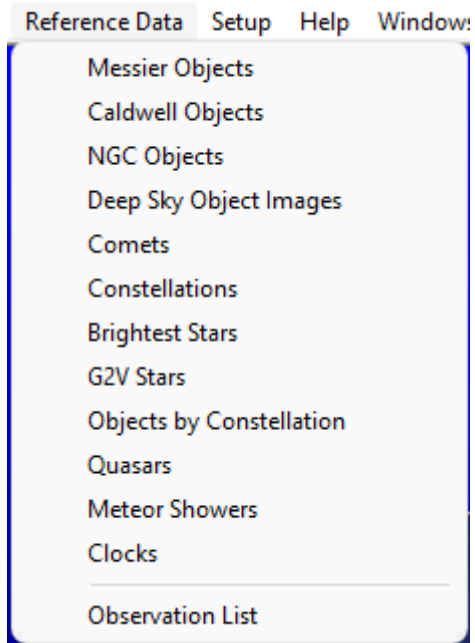 Reference Data Setup Help Windows
Messier Objects
Caldwell Objects
NGC Objects
Deep Sky Object Images
Comets
Constellations
Brightest Stars
G2V Stars
Objects by Constellation
Quasars
Meteor Showers
Clocks
Observation List